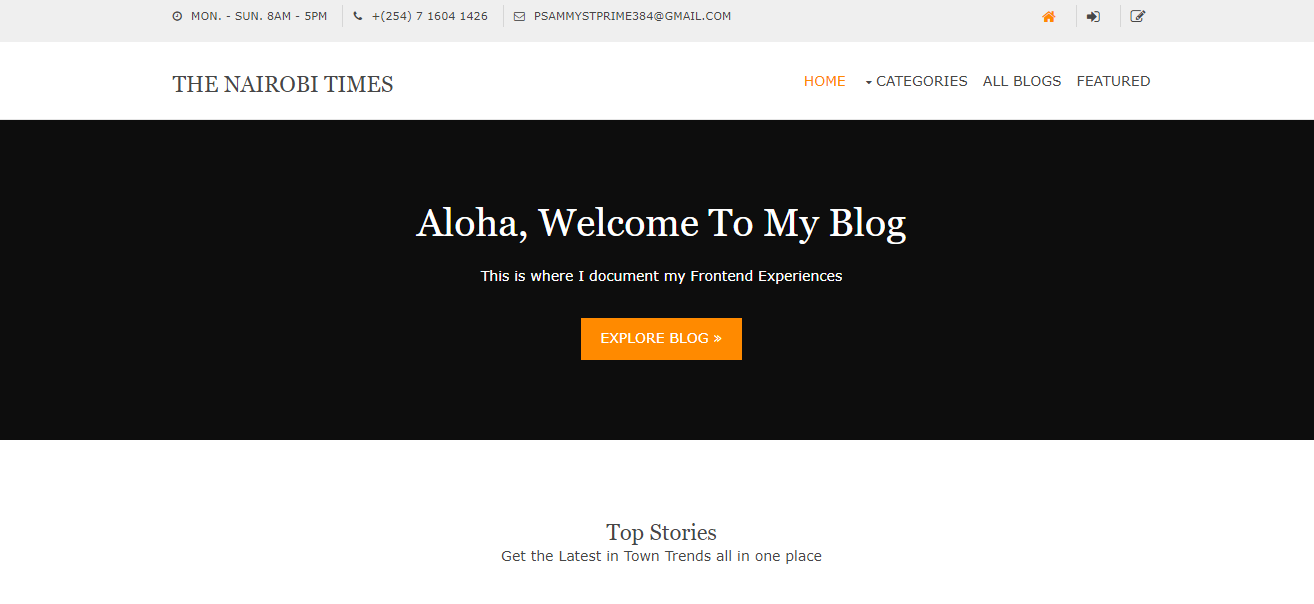 MON. - SUN. 8AM - 5PM +(254) 7 1604 1426 PSAMMYSTPRIME384@GMAIL.COM
THE NAIROBI TIMES HOME CATEGORIES ALL BLOGS FEATURED
Aloha, Welcome To My Blog
This is where I document my Frontend Experiences
EXPLORE BLOG »
Top Stories
Get the Latest in Town Trends all in one place